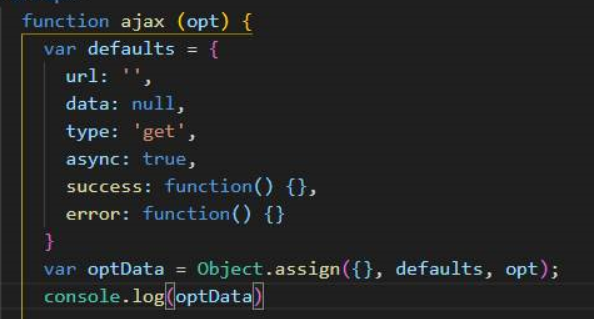 function ajax (opt) {
var defaults = {
url: '',
data: null,
type: 'get',
async: true,
success: function() {},
error: function() {}
}
var optData = Object.assign({}, defaults, opt);
console.log(optData)